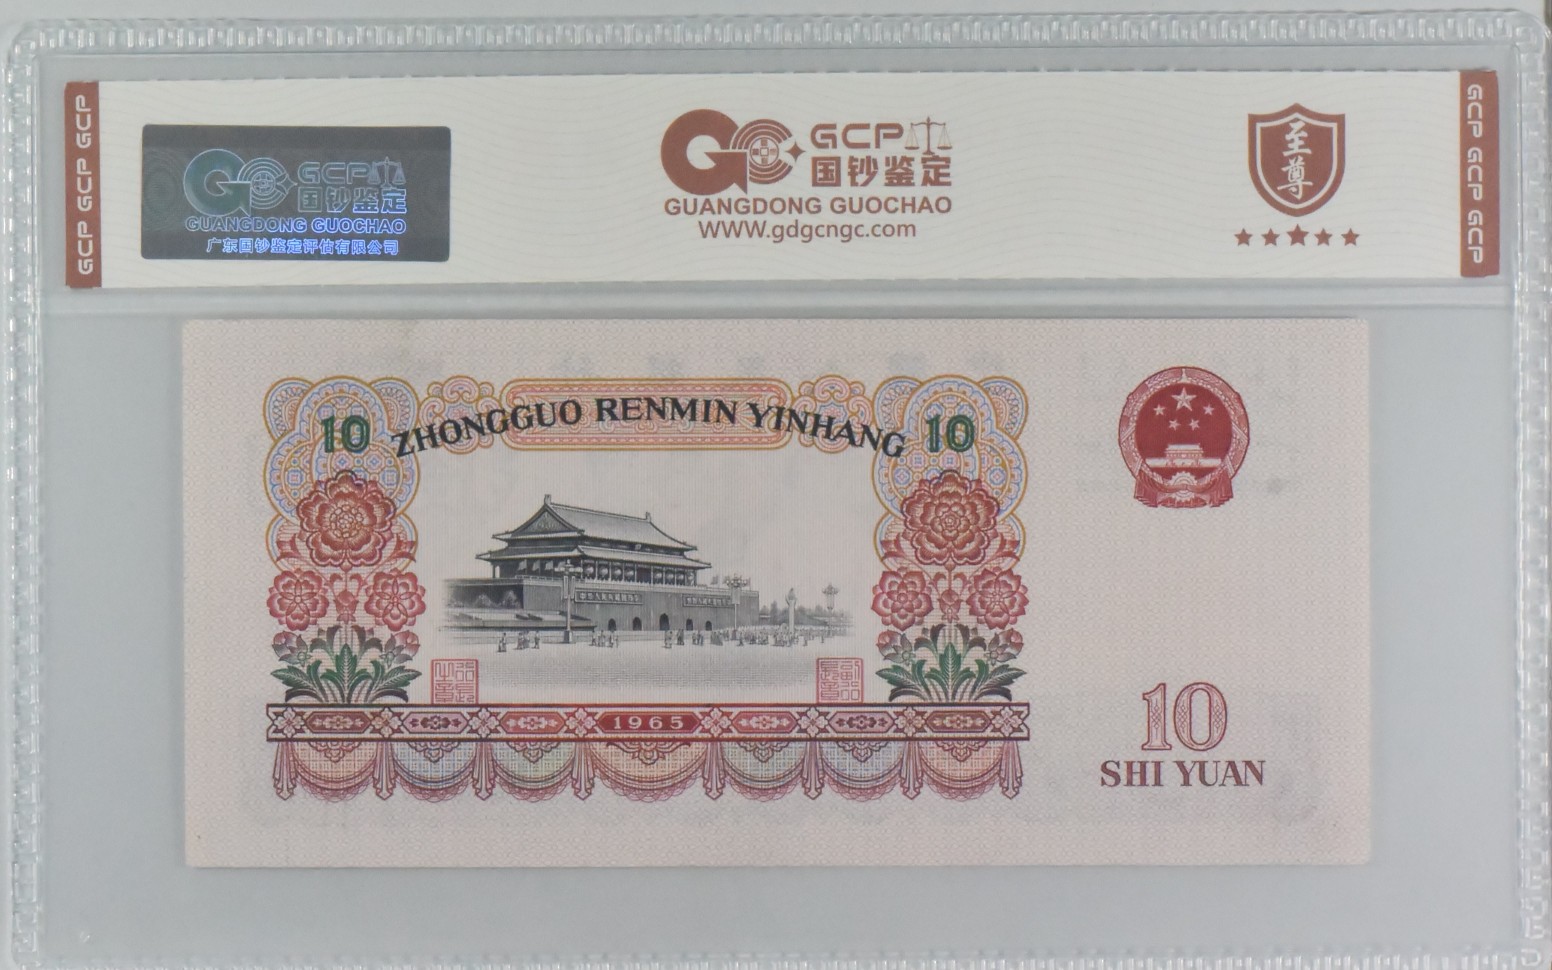 GCP GCP GCP
GCP
国钞鉴定
GUANGDONG GUOCHAO
广东国钞鉴定评估有限公司
GCP
国钞鉴定
GUANGDONG GUOCHAO
WWW.gdgcngc.com
至尊
GCP GCP GCP
10 ZHONGGUO RENMIN YINHANG 10
1965
10
SHI YUAN